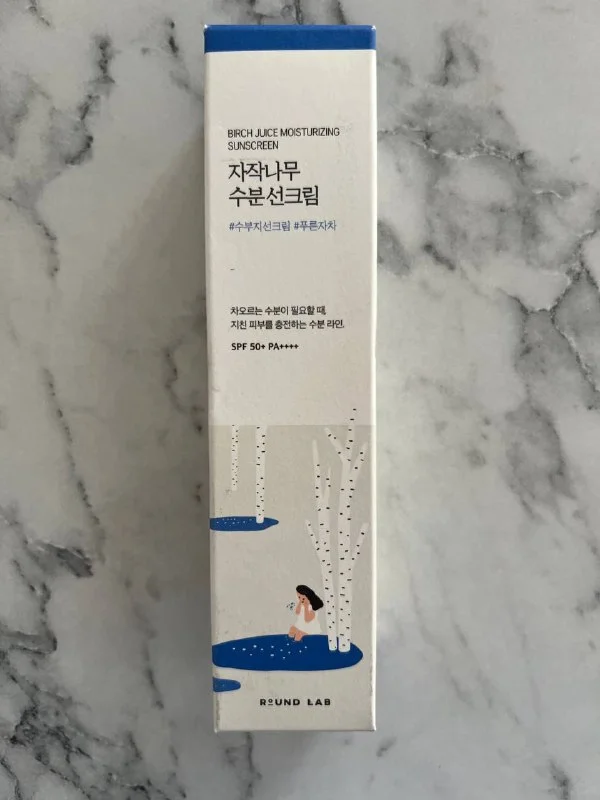 BIRCH JUICE MOISTURIZING
SUNSCREEN
자작나무
수분선크림
#수부지선크림 #푸른자차
-
차오르는 수분이 필요할 때,
지친 피부를 충전하는 수분 라인.
SPF 50+ PA++++
ROUND LAB